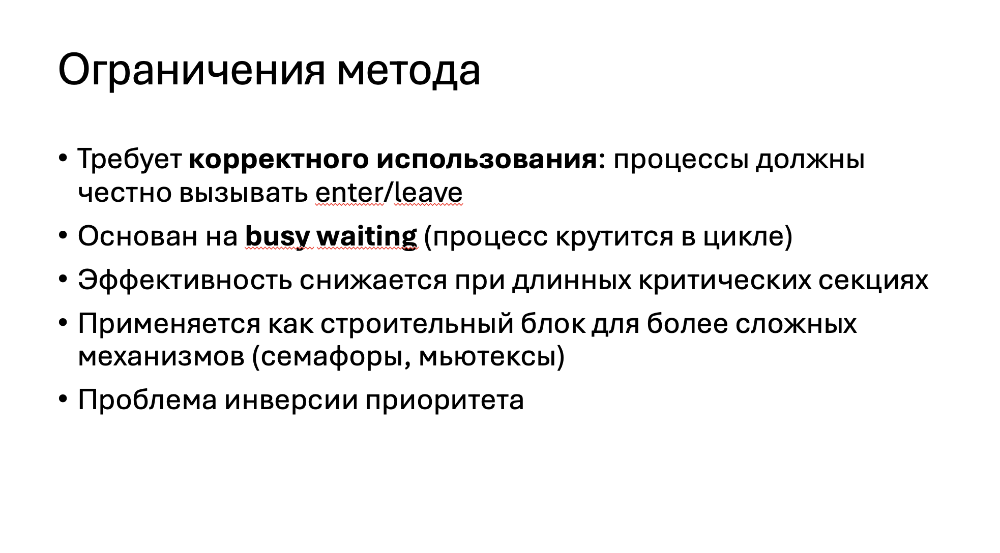 Ограничения метода
• Требует корректного использования: процессы должны
честно вызывать enter/leave
• Основан на busy waiting (процесс крутится в цикле)
• Эффективность снижается при длинных критических секциях
• Применяется как строительный блок для более сложных
механизмов (семафоры, мьютексы)
• Проблема инверсии приоритета